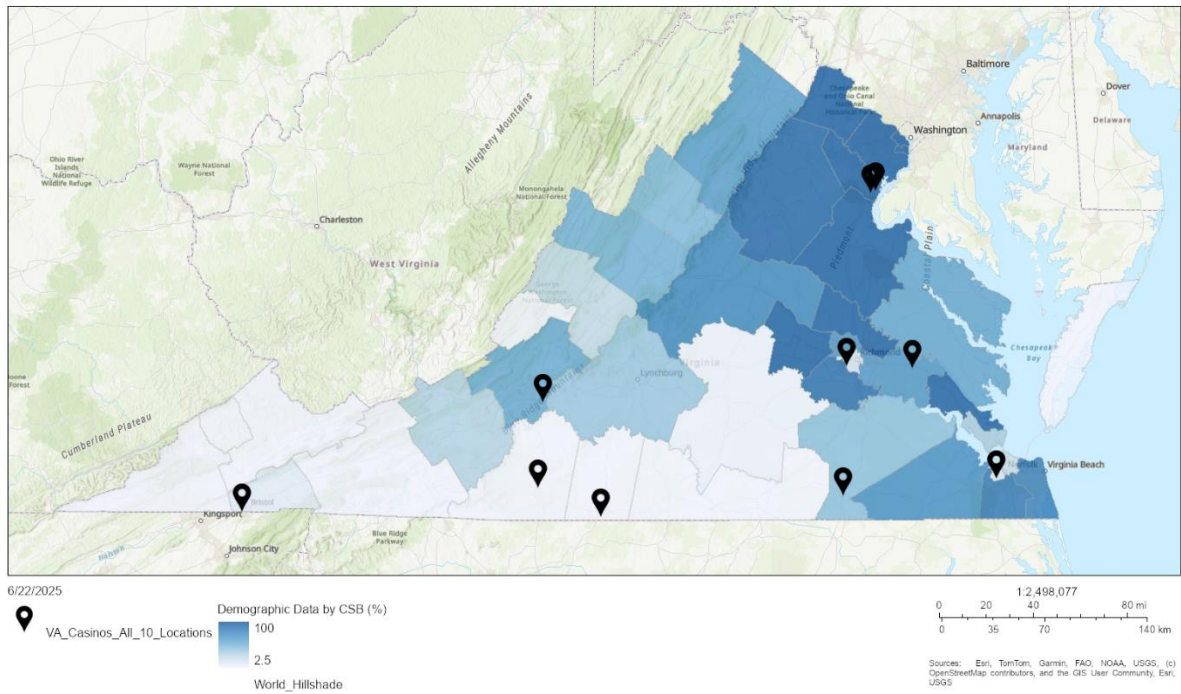 Baltimore
Chesapeake
and Ohio Canal
National
Dover
Annapolis
Washington
Delaware
Maryland
Allegheny Mountains
Ohio River
Islands
National
Wildlife Refuge
Wayne National
Forest
Monongahela
National Forest
Charleston
West Virginia
Piedmont
Plain
Chesapeake
Bay
Virginia
Lynchburg
Boone
Forest
Cumberland Plateau
Norfolk
Virginia Beach
Bristol
Kingsport
Johnson City
Blue Ridge
Parkway
Holston
6/22/2025
VA_Casinos_All_10_Locations
Demographic Data by CSB (%)
100
2.5
World_Hillshade
1:2,498,077
0 20 40 80 mi
0 35 70 140 km
Sources: Esri, TomTom, Garmin, FAO, NOAA, USGS, (c)
OpenStreetMap contributors, and the GIS User Community, Esri,
USGS